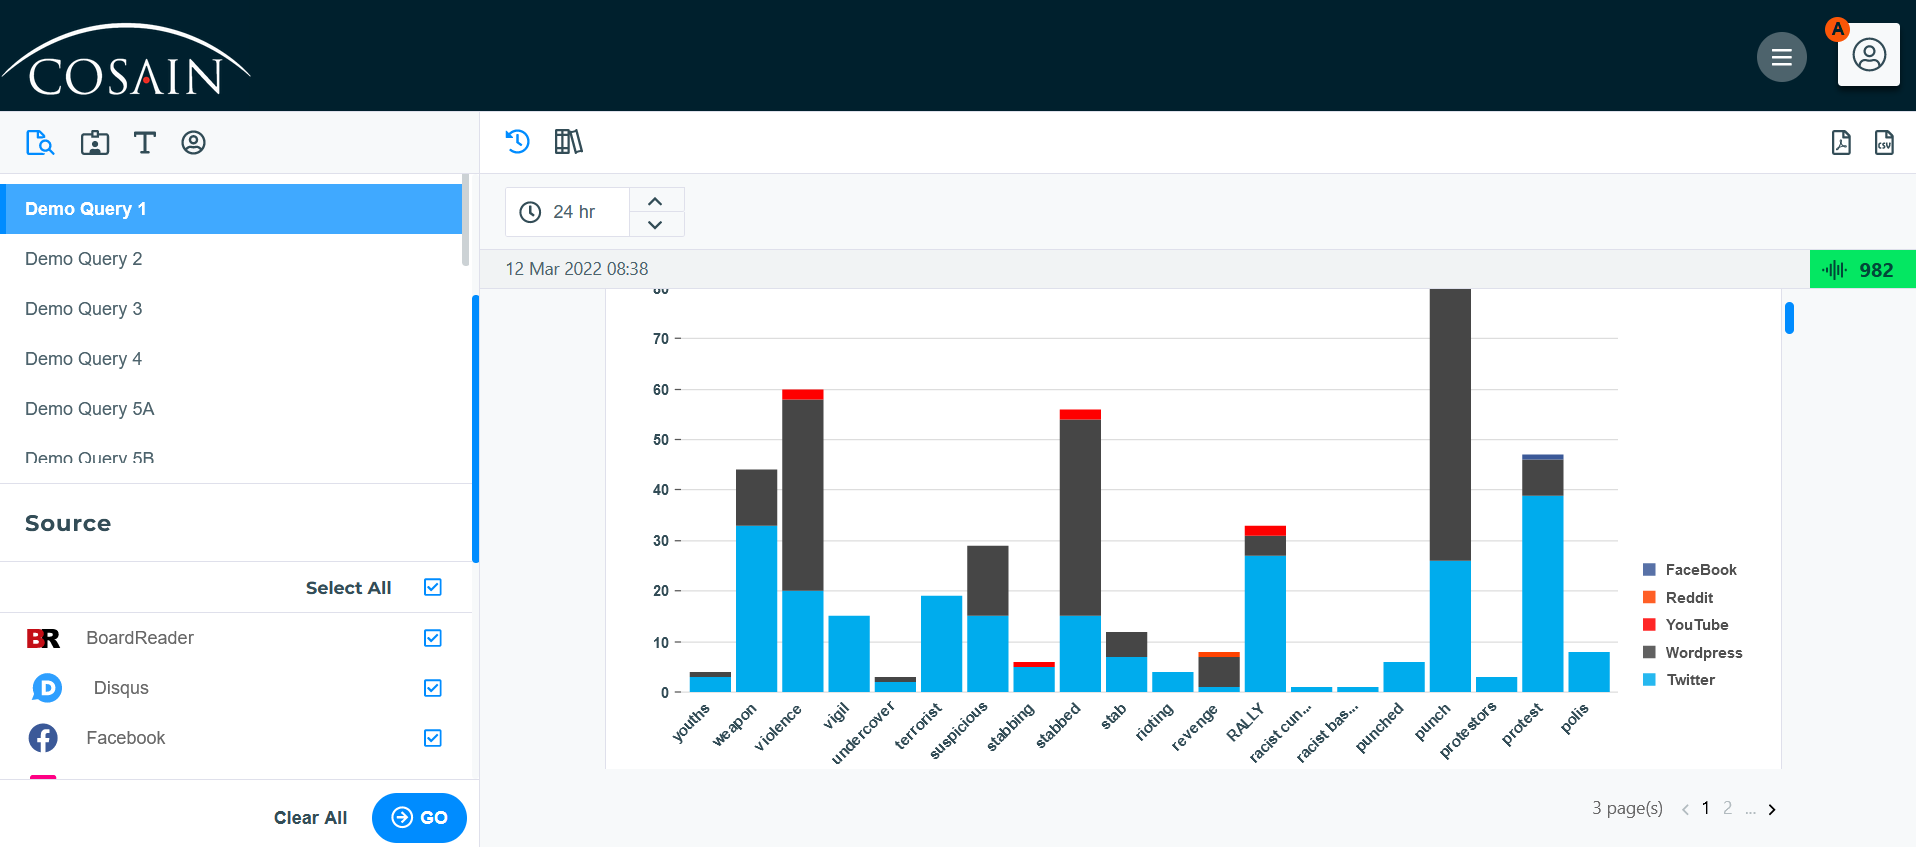 COSAIN
A
T
Demo Query 1
Demo Query 2
Demo Query 3
Demo Query 4
Demo Query 5A
Demo Query 5B
Source
Select All
BR BoardReader
D Disqus
f Facebook
Clear All
GO
CSV
24 hr
12 Mar 2022 08:38
982
80
70
60
50
40
30
20
10
0
youths
weapon
violence
vigil
undercover
terrorist
suspicious
stabbing
stabbed
stab
rioting
revenge
RALLY
racist cun...
racist bas...
punched
punch
protestors
protest
polis
FaceBook
Reddit
YouTube
Wordpress
Twitter
3 page(s) < 1 2 ... >